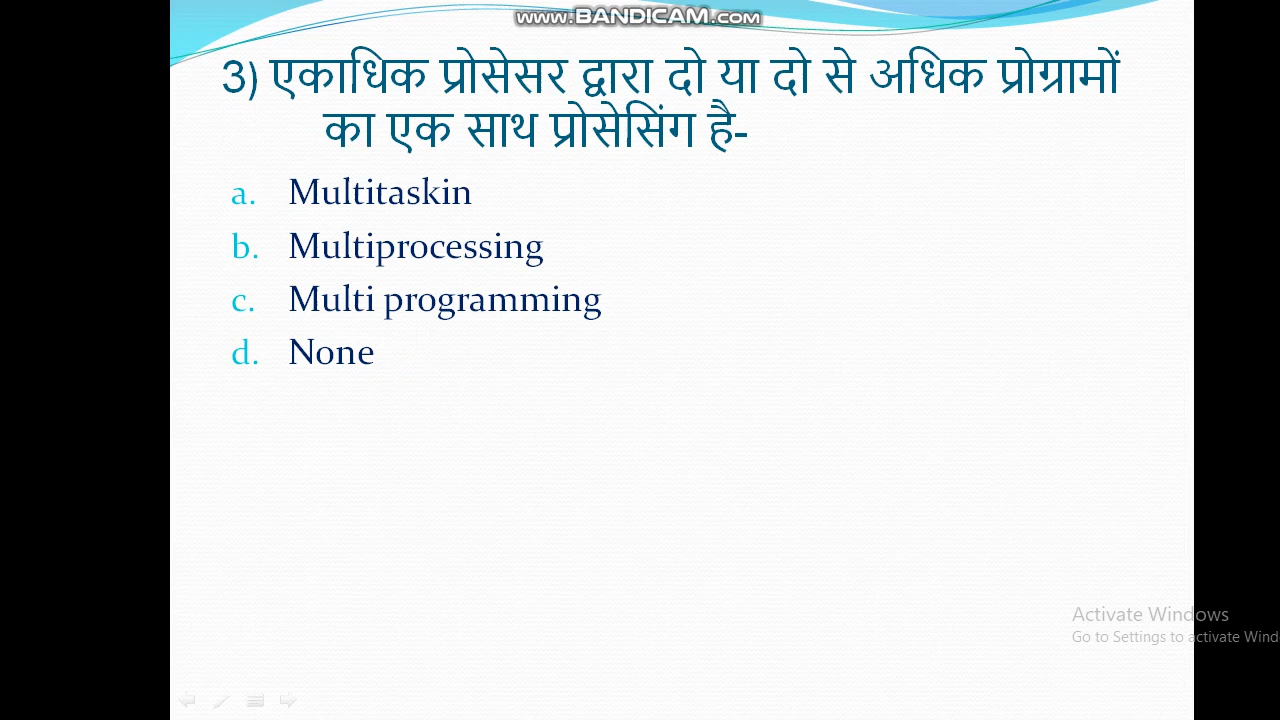 www.BANDICAM.com
3) एकाधिक प्रोसेसर द्वारा दो या दो से अधिक प्रोग्रामों
का एक साथ प्रोसेसिंग है-
a. Multitaskin
b. Multiprocessing
c. Multi programming
d. None
Activate Windows
Go to Settings to activate Wind